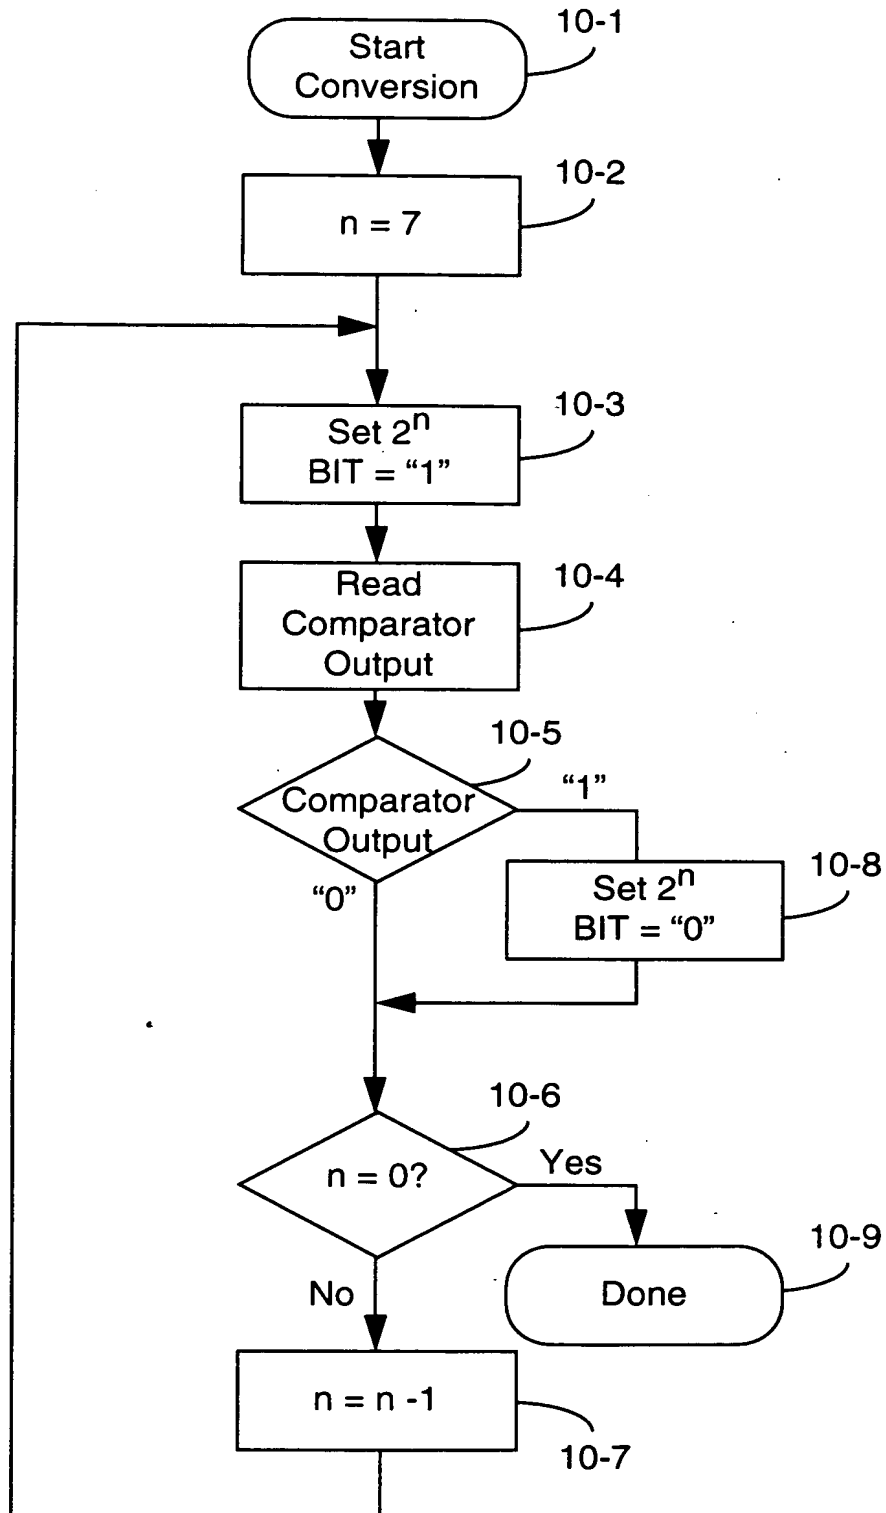 10-1
Start
Conversion
10-2
n = 7
10-3
Set 2ⁿ
BIT = “1”
10-4
Read
Comparator
Output
10-5
Comparator
Output
“1”
“0”
10-8
Set 2ⁿ
BIT = “0”
10-6
n = 0?
Yes
10-9
Done
No
n = n -1
10-7